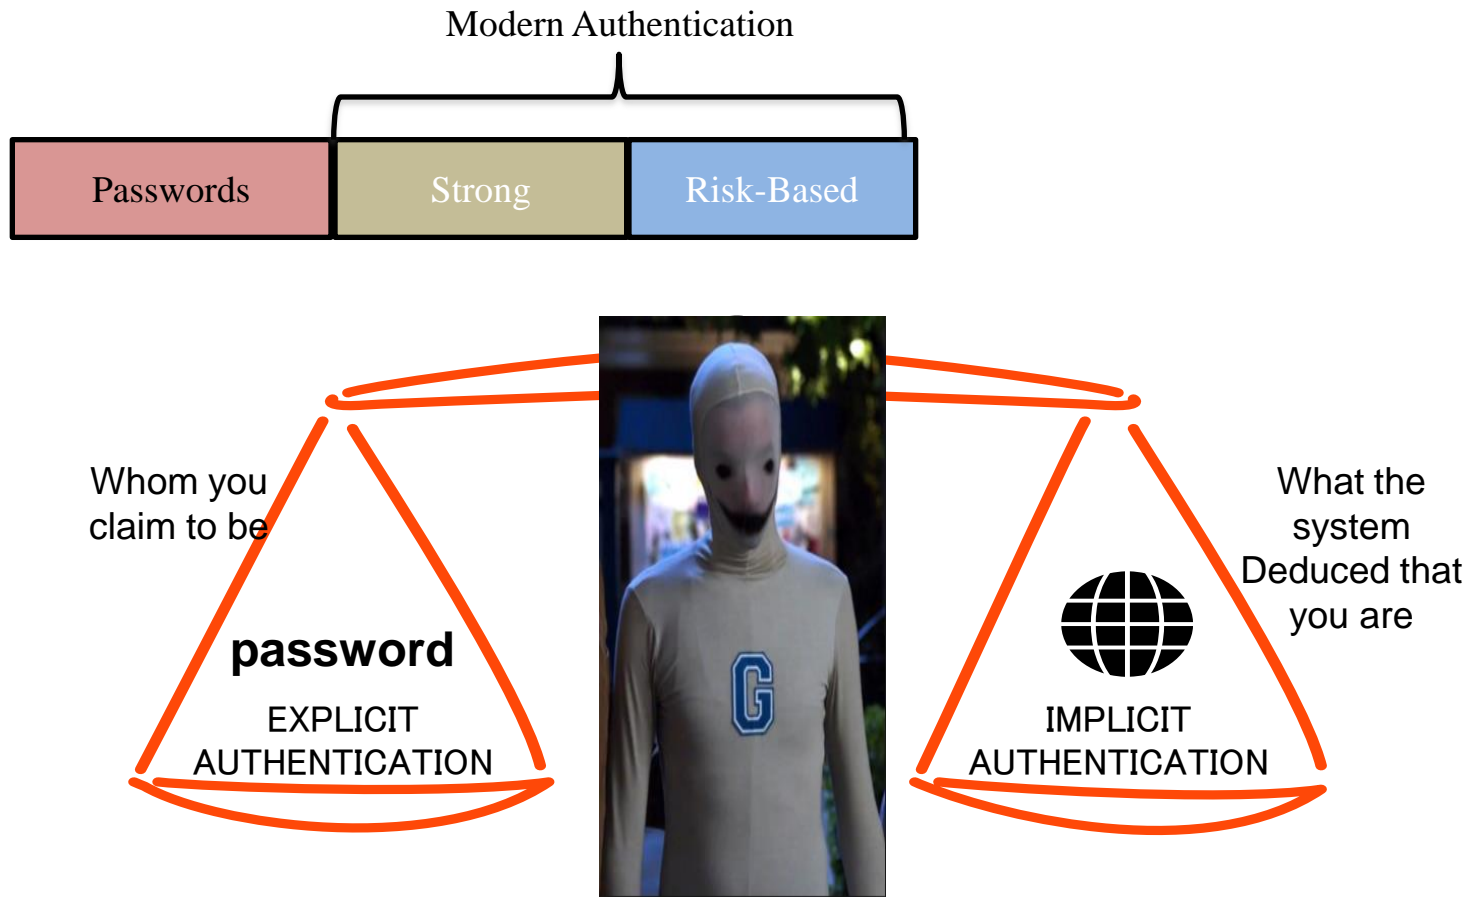 Modern Authentication
Passwords
Strong
Risk-Based
Whom you
claim to be
password
EXPLICIT
AUTHENTICATION
G
What the
system
Deduced that
you are
IMPLICIT
AUTHENTICATION